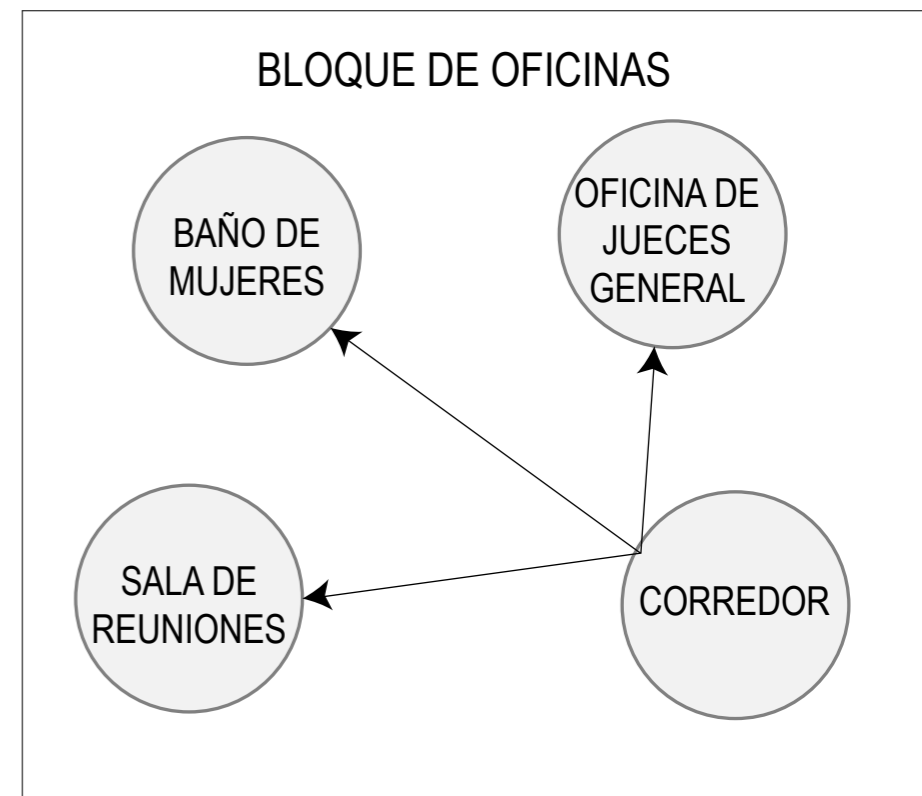 BLOQUE DE OFICINAS
BAÑO DE
MUJERES
OFICINA DE
JUECES
GENERAL
SALA DE
REUNIONES
CORREDOR